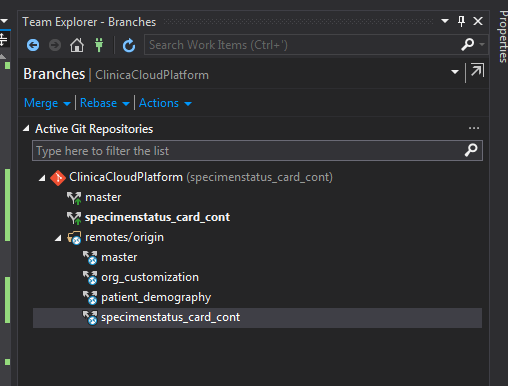 Team Explorer - Branches
Search Work Items (Ctrl+')
Branches | ClinicaCloudPlatform
Merge Rebase Actions
Active Git Repositories ...
Type here to filter the list
ClinicaCloudPlatform (specimenstatus_card_cont)
master
specimenstatus_card_cont
remotes/origin
master
org_customization
patient_demography
specimenstatus_card_cont
Properties